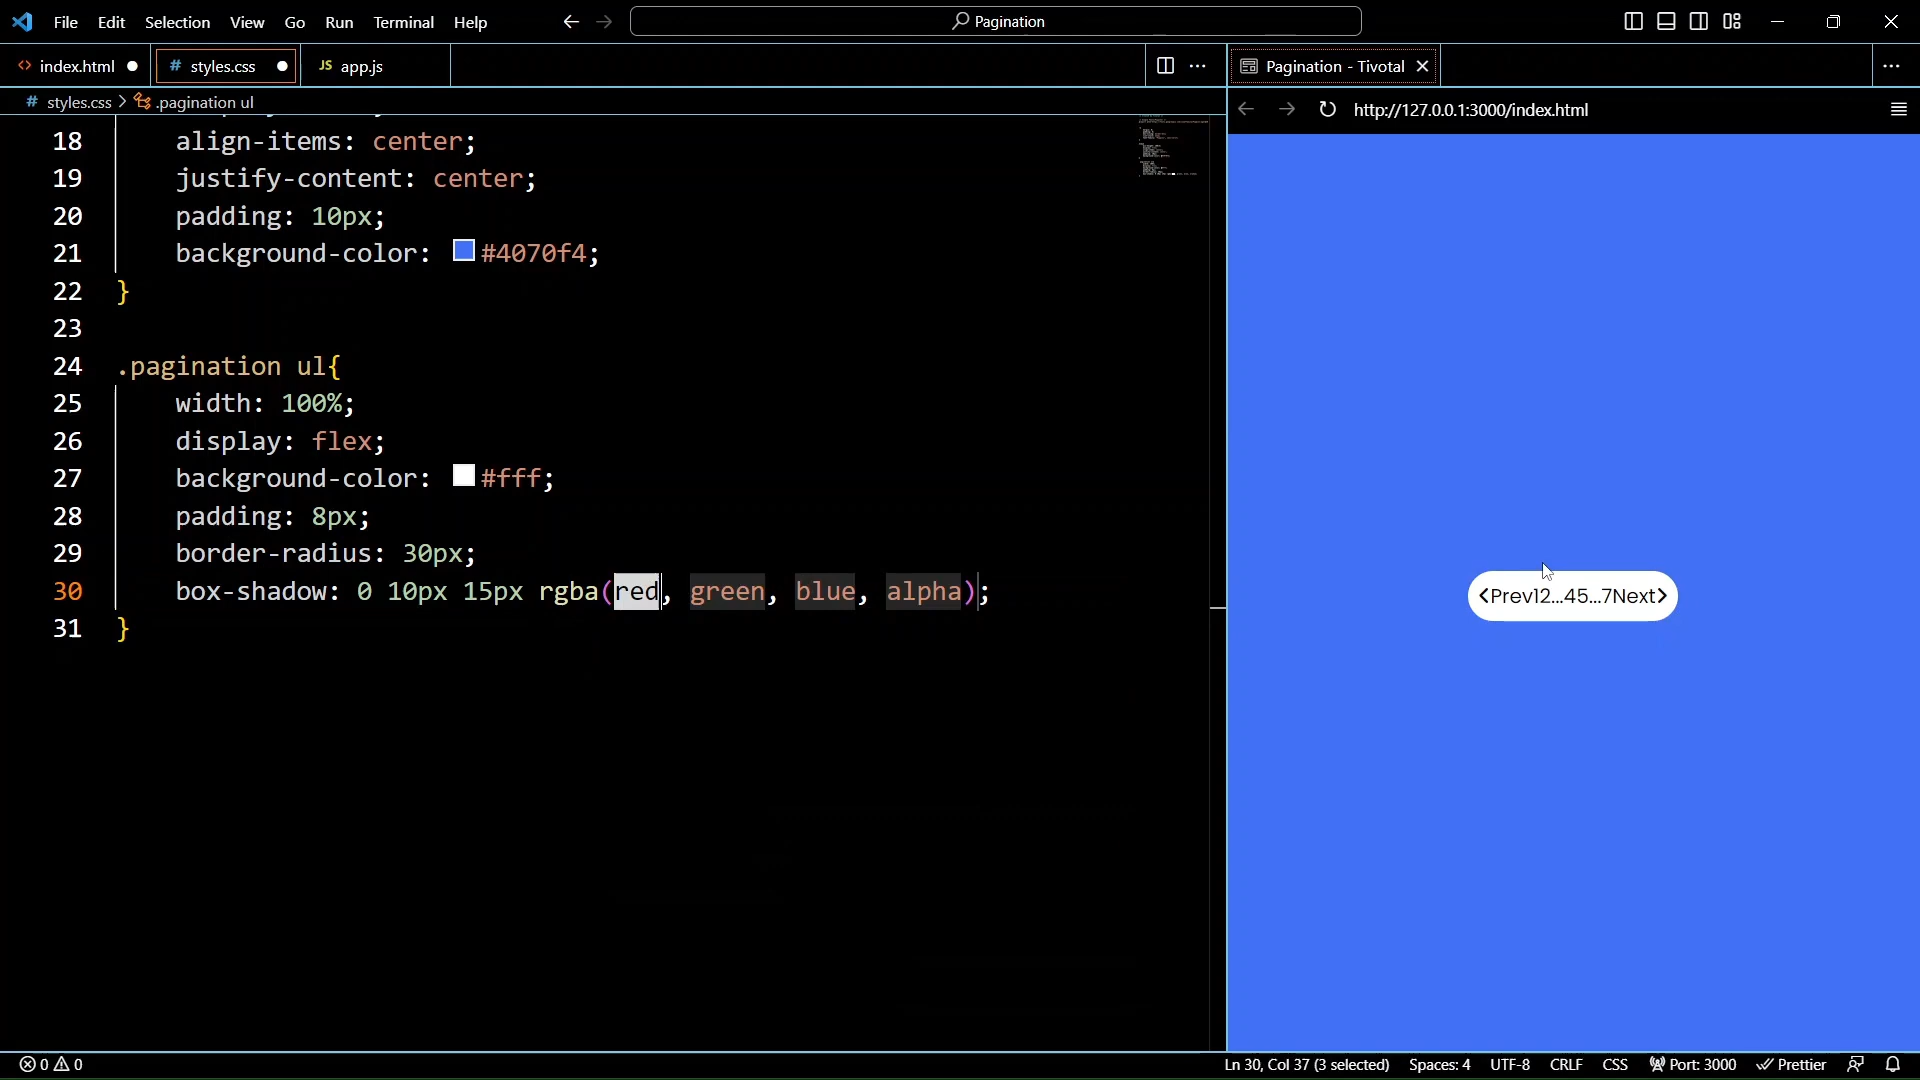 File Edit Selection View Go Run Terminal Help
Pagination
index.html
# styles.css
JS app.js
Pagination - Tivotal
# styles.css > .pagination ul
http://127.0.0.1:3000/index.html
18 align-items: center;
19 justify-content: center;
20 padding: 10px;
21 background-color: #4070f4;
22 }
23
24 .pagination ul{
25 width: 100%;
26 display: flex;
27 background-color: #fff;
28 padding: 8px;
29 border-radius: 30px;
30 box-shadow: 0 10px 15px rgba(red, green, blue, alpha);
31 }
<Prev12...45...7Next>
0 0
Ln 30, Col 37 (3 selected) Spaces: 4 UTF-8 CRLF CSS Port: 3000 Prettier